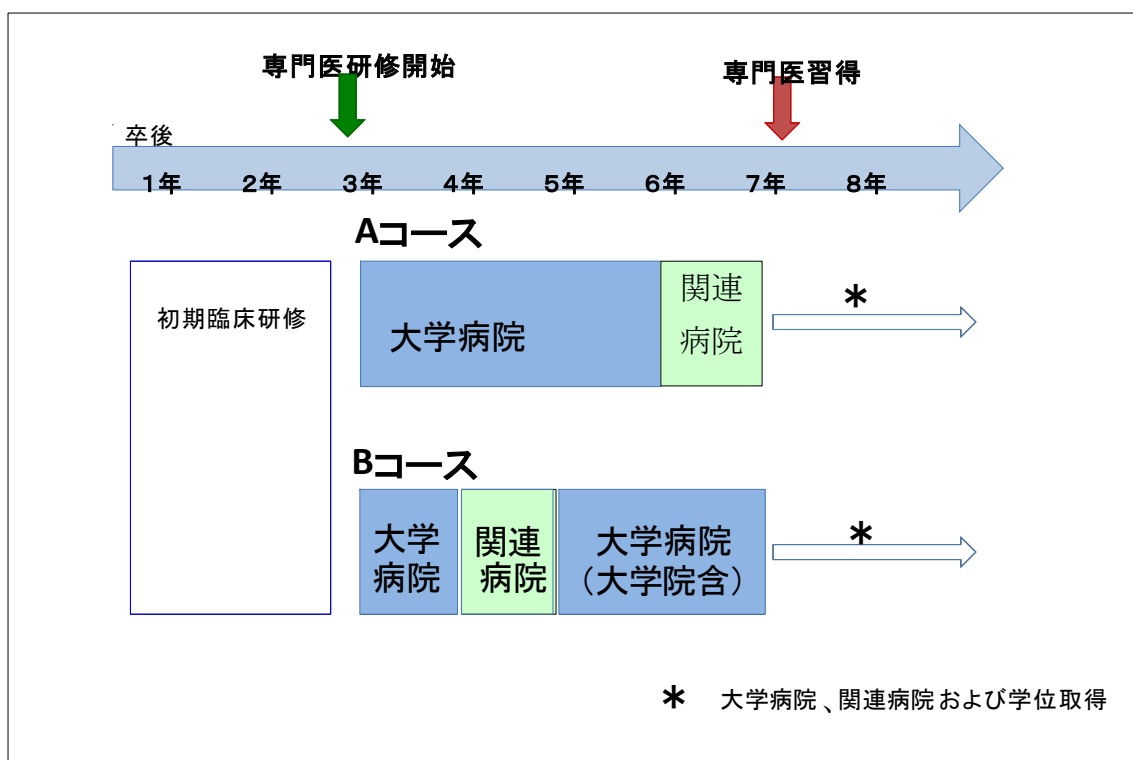 専門医研修開始
専門医習得
卒後
1年 2年 3年 4年 5年 6年 7年 8年
Aコース
初期臨床研修
大学病院
関連
病院
*
Bコース
大学
病院
関連
病院
大学病院
(大学院含)
*
* 大学病院、関連病院および学位取得